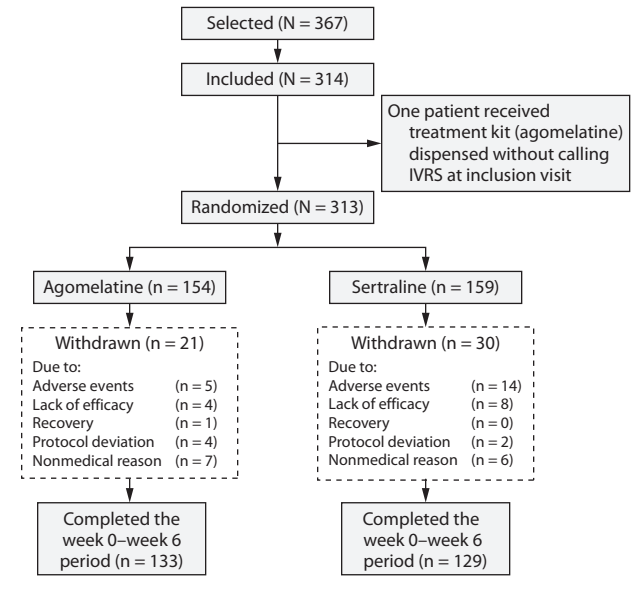 Selected (N = 367)
Included (N = 314)
One patient received
treatment kit (agomelatine)
dispensed without calling
IVRS at inclusion visit
Randomized (N = 313)
Agomelatine (n = 154)
Sertraline (n = 159)
Withdrawn (n = 21)
Due to:
Adverse events (n = 5)
Lack of efficacy (n = 4)
Recovery (n = 1)
Protocol deviation (n = 4)
Nonmedical reason (n = 7)
Withdrawn (n = 30)
Due to:
Adverse events (n = 14)
Lack of efficacy (n = 8)
Recovery (n = 0)
Protocol deviation (n = 2)
Nonmedical reason (n = 6)
Completed the
week 0–week 6
period (n = 133)
Completed the
week 0–week 6
period (n = 129)